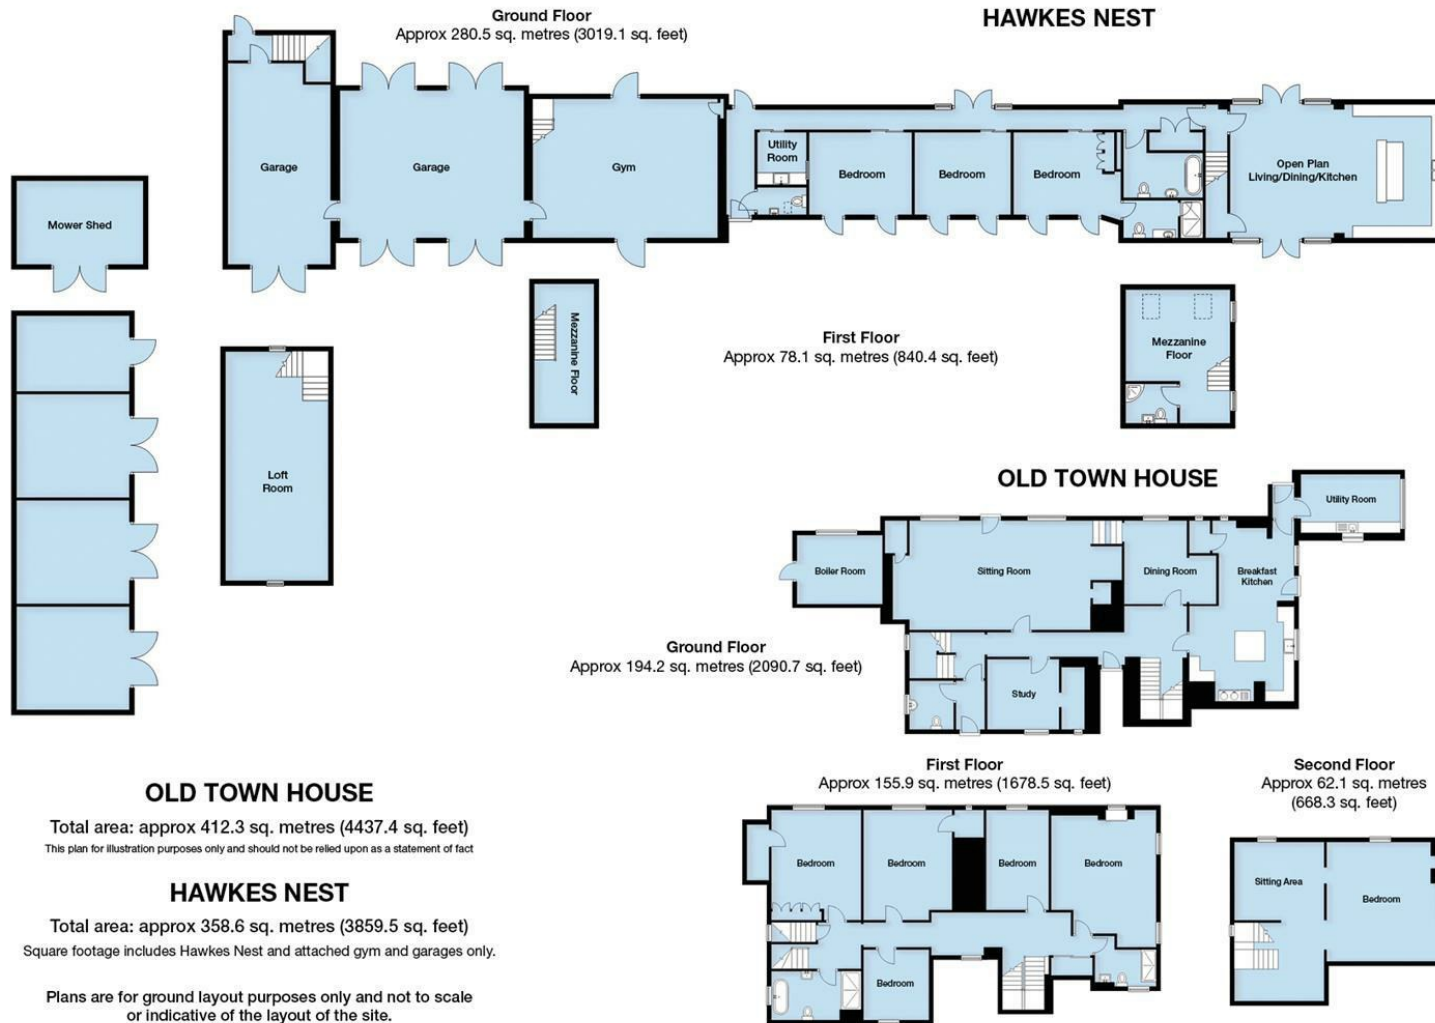 HAWKES NEST
Ground Floor
Approx 280.5 sq. metres (3019.1 sq. feet)
Garage
Garage
Gym
Utility
Room
Bedroom
Bedroom
Bedroom
Open Plan
Living/Dining/Kitchen
Mower Shed
Mezzanine Floor
First Floor
Approx 78.1 sq. metres (840.4 sq. feet)
Mezzanine
Floor
Loft
Room
OLD TOWN HOUSE
Utility Room
Boiler Room
Sitting Room
Dining Room
Breakfast
Kitchen
Ground Floor
Approx 194.2 sq. metres (2090.7 sq. feet)
Study
First Floor
Approx 155.9 sq. metres (1678.5 sq. feet)
Bedroom
Bedroom
Bedroom
Bedroom
Bedroom
Second Floor
Approx 62.1 sq. metres
(668.3 sq. feet)
Sitting Area
Bedroom
OLD TOWN HOUSE
Total area: approx 412.3 sq. metres (4437.4 sq. feet)
This plan for illustration purposes only and should not be relied upon as a statement of fact
HAWKES NEST
Total area: approx 358.6 sq. metres (3859.5 sq. feet)
Square footage includes Hawkes Nest and attached gym and garages only.
Plans are for ground layout purposes only and not to scale
or indicative of the layout of the site.